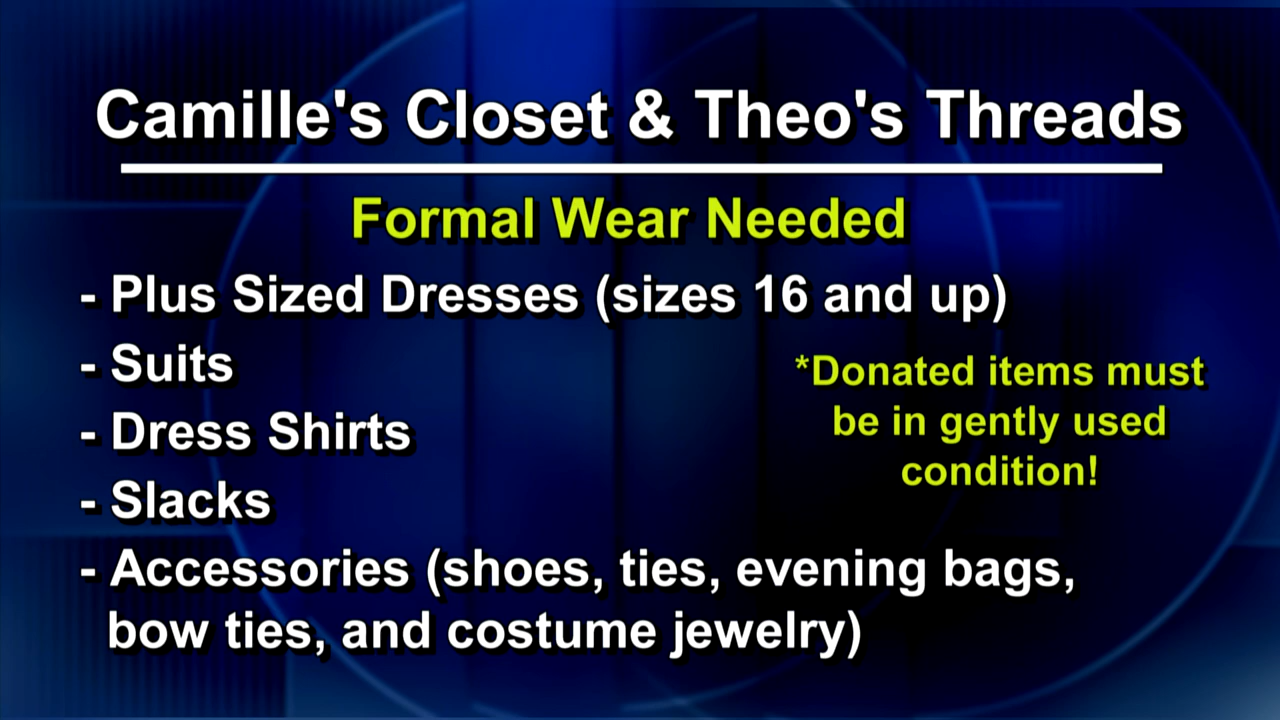 Camille's Closet & Theo's Threads
Formal Wear Needed
- Plus Sized Dresses (sizes 16 and up)
- Suits
- Dress Shirts
- Slacks
- Accessories (shoes, ties, evening bags,
bow ties, and costume jewelry)
*Donated items must
be in gently used
condition!